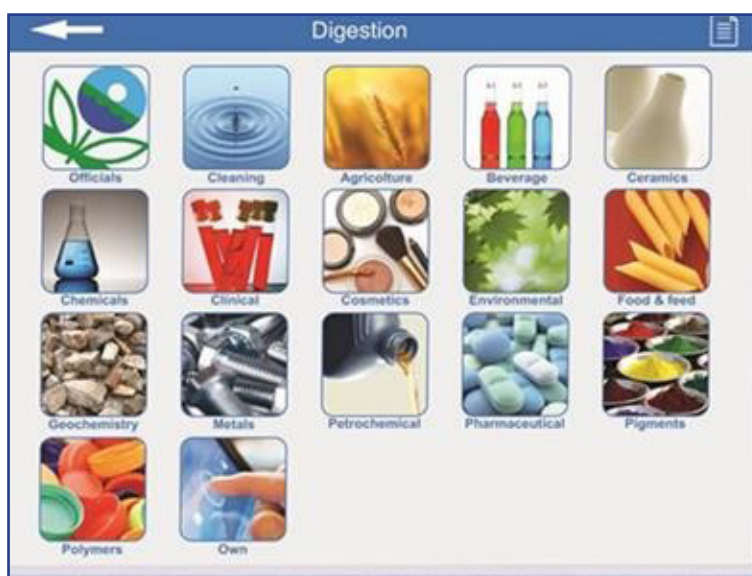 Digestion
Officials Cleaning Agricolture Beverage Ceramics
Chemicals Clinical Cosmetics Environmental Food & feed
Geochemistry Metals Petrochemical Pharmaceutical Pigments
Polymers Own